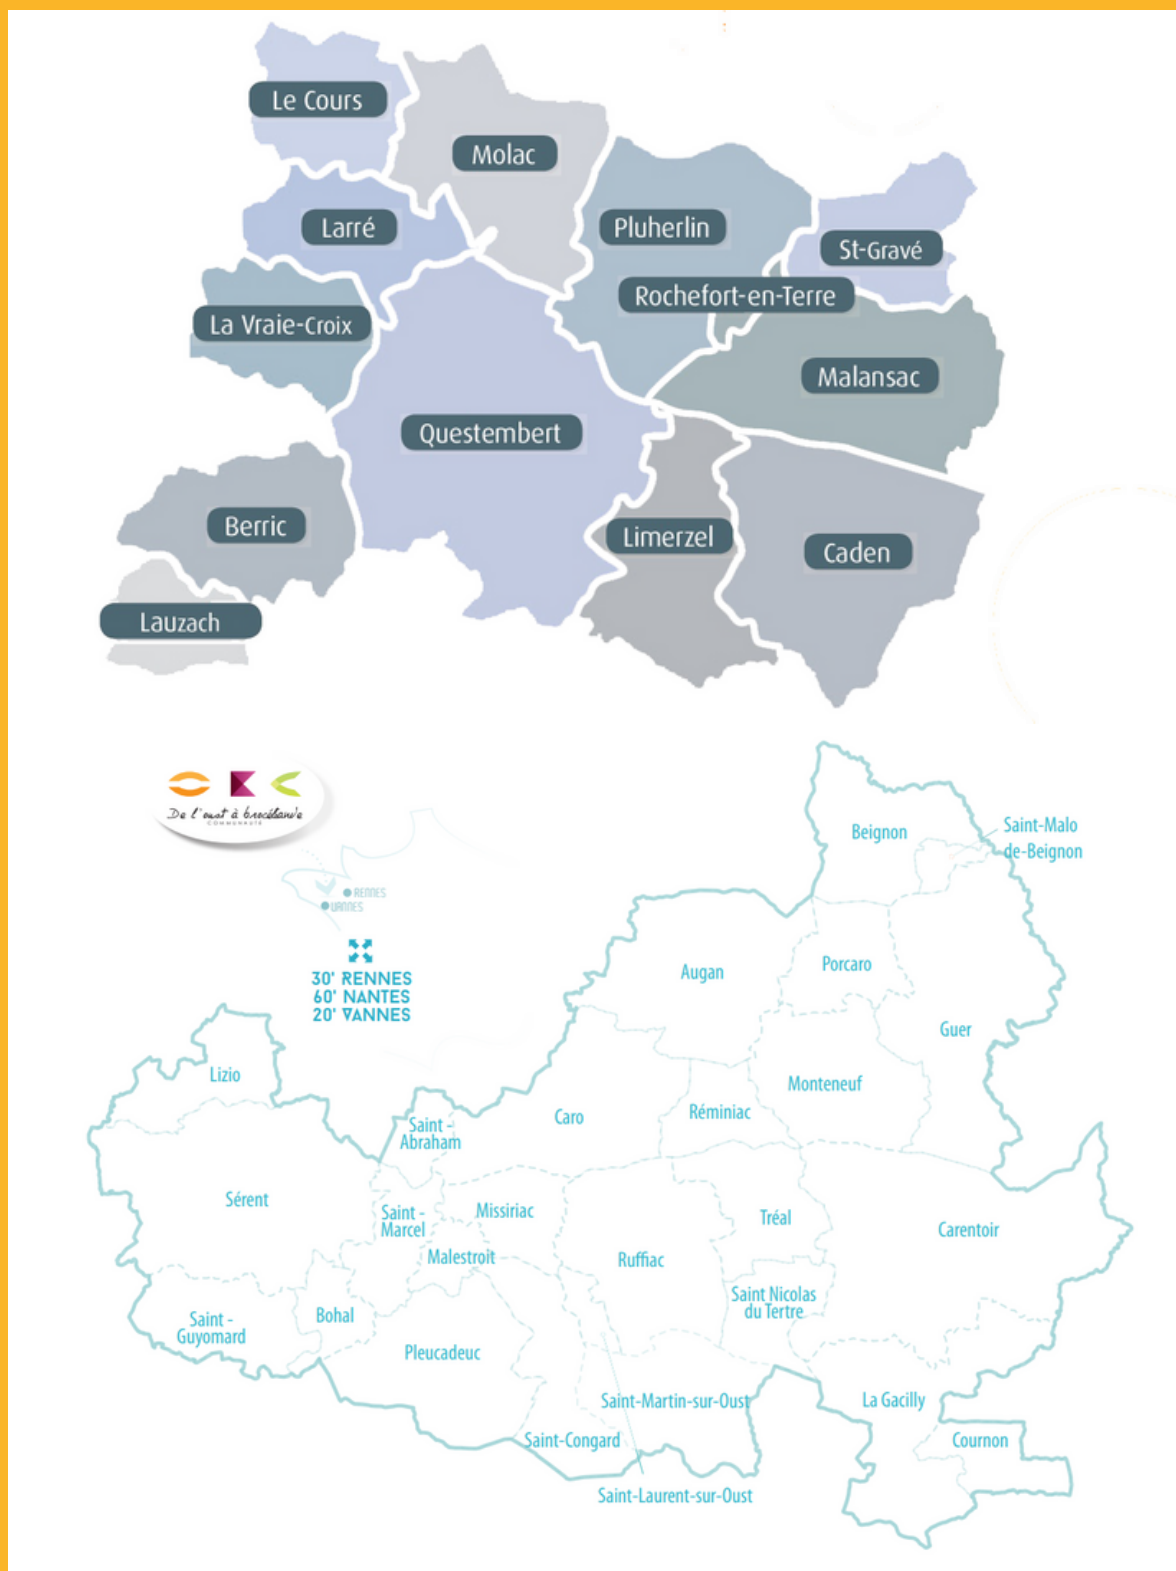 Le Cours
Molac
Larré
Pluherlin
St-Gravé
Rochefort-en-Terre
La Vraie-Croix
Malansac
Questembert
Berric
Limerzel
Caden
Lauzach
De l'oust à brocéliande
COMMUNAUTÉ
RENNES
VANNES
30' RENNES
60' NANTES
20' VANNES
Beignon
Saint-Malo
de-Beignon
Augan
Porcaro
Guer
Lizio
Monteneuf
Caro
Réminiac
Saint -
Abraham
Sérent
Saint -
Marcel
Missiriac
Tréal
Carentoir
Malestroit
Ruffiac
Saint Nicolas
du Tertre
Saint -
Guyomard
Bohal
Pleucadeuc
Saint-Martin-sur-Oust
La Gacilly
Saint-Congard
Cournon
Saint-Laurent-sur-Oust